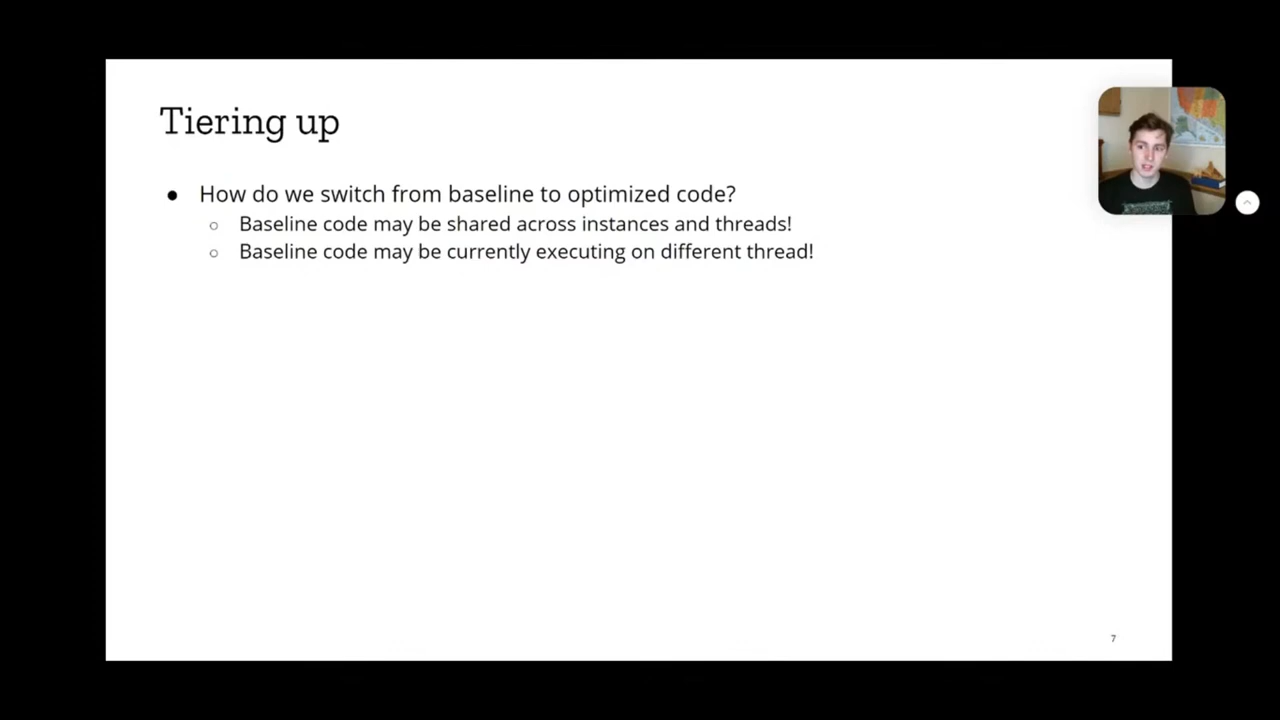 Tiering up
● How do we switch from baseline to optimized code?
○ Baseline code may be shared across instances and threads!
○ Baseline code may be currently executing on different thread!
7